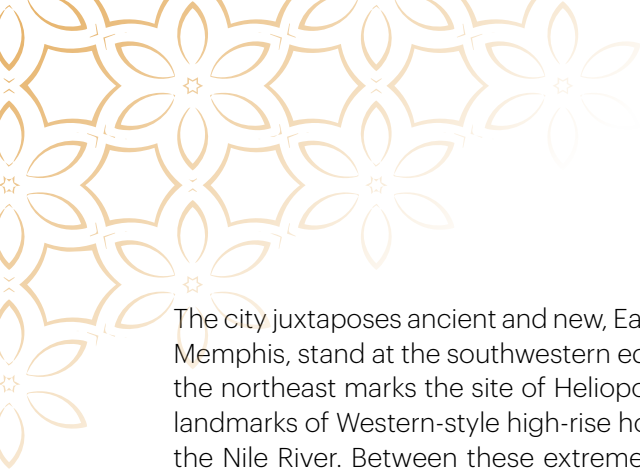 The city juxtaposes ancient and new, Ea
Memphis, stand at the southwestern ed
the northeast marks the site of Heliopo
landmarks of Western-style high-rise ho
the Nile River. Between these extreme